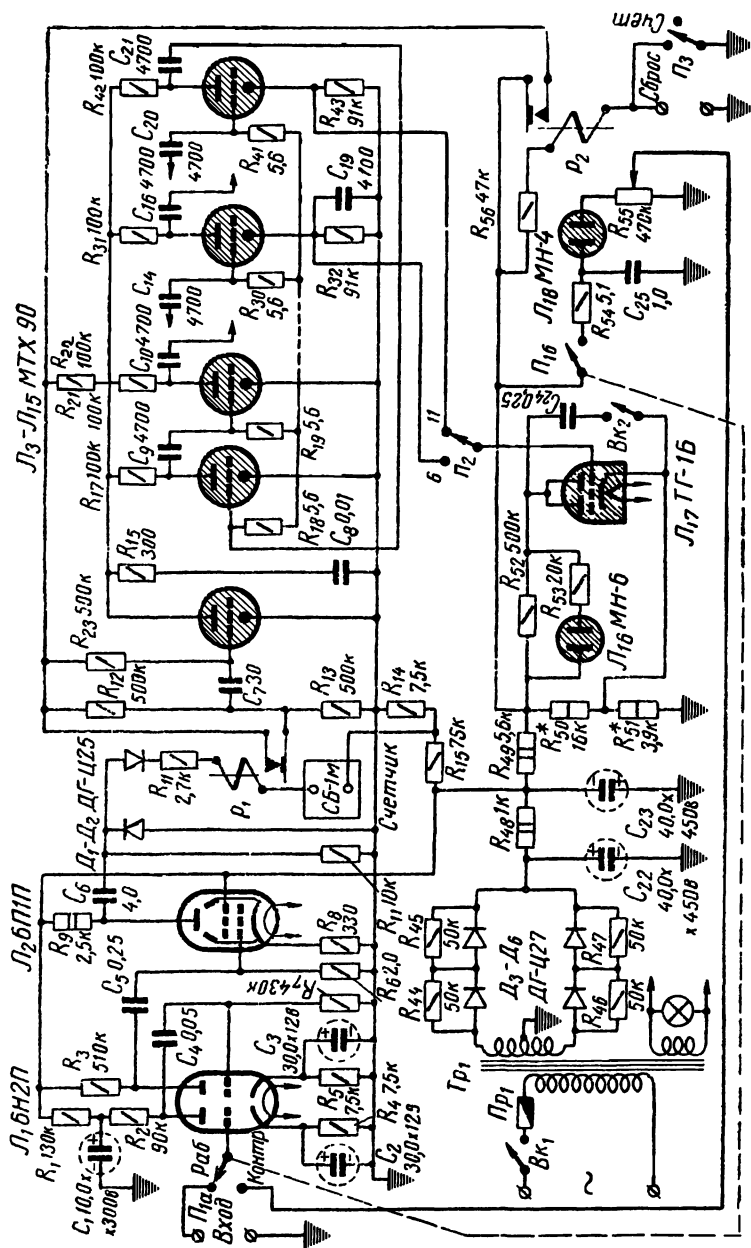 Л₃-Л₁₅ МТХ 90
R₄₂ 100к
C₂₁
4700
C₂₀
4700
R₄₁
5,6
R₄₃
91к
R₃₁ 100к
C₁₆ 4700
C₁₉
4700
R₃₂
91к
R₃₀
5,6
C₁₄
4700
R₂₂
100к
R₂₁
100к
C₁₀ 4700
R₁₇ 100к
C₉ 4700
R₁₉ 5,6
R₁₈ 5,6
C₈ 0,01
R₁₅
300
R₂₃ 500к
R₁₂
500к
C₇ 30
R₁₃
500к
R₁₄
7,5к
R₁₅ 75к
Д₁-Д₂ ДГ-Ц25
R₁₁
2,7к
P₁
СБ-1м
Счетчик
Л₂ 6П1П
R₉
2,5к
C₆
4,0
R₁₁ 10к
R₈
330
R₆ 2,0
R₇ 430к
C₅ 0,25
C₄ 0,05
Л₁ 6Н2П
R₃
510к
R₁ 130к
R₂
90к
C₁ 10,0х
х300в
C₃
30,0х12в
R₅
7,5к
R₄ 7,5к
C₂
30,0х12в
П₁ₐ
Раб
Контр
Вход
Счет
Сброс
П₃
P₂
R₅₆ 47к
Л₁₈ МН-4
R₅₅
470к
R₅₄ 5,1
C₂₅
1,0
П₁б
C₂₄ 0,25
Вк₂
11
6
П₂
Л₁₇ ТГ-1Б
R₅₂ 500к
R₅₃ 20к
Л₁₆ МН-6
R₄₉ 5,6к
R*₅₀
16к
R*₅₁
3,9к
R₄₈ 1к
C₂₃
40,0х
х450в
C₂₂
40,0х
х450в
R₄₅
50к
R₄₄
50к
Д₃-Д₆
ДГ-Ц27
R₄₇
50к
R₄₆
50к
Тр₁
Пр₁
Вк₁
~